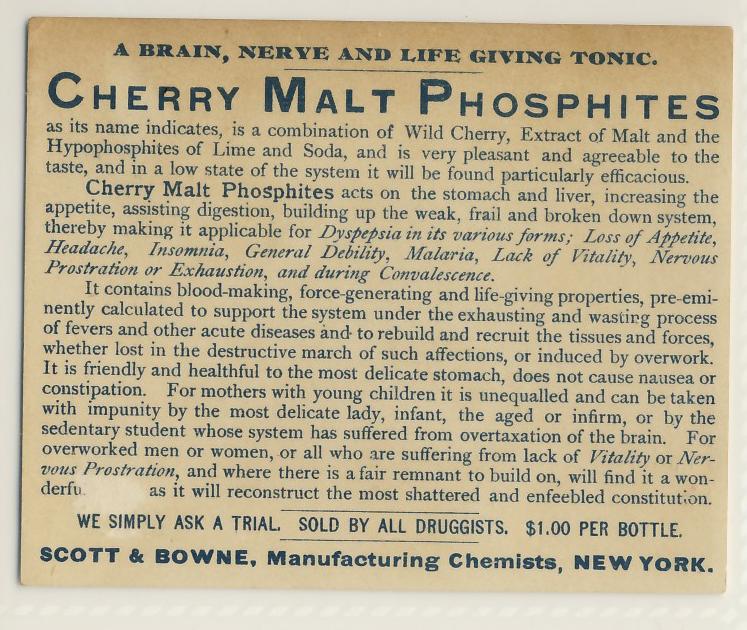 A BRAIN, NERVE AND LIFE GIVING TONIC.
CHERRY MALT PHOSPHITES
as its name indicates, is a combination of Wild Cherry, Extract of Malt and the
Hypophosphites of Lime and Soda, and is very pleasant and agreeable to the
taste, and in a low state of the system it will be found particularly efficacious.
Cherry Malt Phosphites acts on the stomach and liver, increasing the
appetite, assisting digestion, building up the weak, frail and broken down system,
thereby making it applicable for Dyspepsia in its various forms; Loss of Appetite,
Headache, Insomnia, General Debility, Malaria, Lack of Vitality, Nervous
Prostration or Exhaustion, and during Convalescence.
It contains blood-making, force-generating and life-giving properties, pre-emi-
nently calculated to support the system under the exhausting and wasting process
of fevers and other acute diseases and to rebuild and recruit the tissues and forces,
whether lost in the destructive march of such affections, or induced by overwork.
It is friendly and healthful to the most delicate stomach, does not cause nausea or
constipation. For mothers with young children it is unequalled and can be taken
with impunity by the most delicate lady, infant, the aged or infirm, or by the
sedentary student whose system has suffered from overtaxation of the brain. For
overworked men or women, or all who are suffering from lack of Vitality or Ner-
vous Prostration, and where there is a fair remnant to build on, will find it a won-
derfu as it will reconstruct the most shattered and enfeebled constitution.
WE SIMPLY ASK A TRIAL. SOLD BY ALL DRUGGISTS. $1.00 PER BOTTLE.
SCOTT & BOWNE, Manufacturing Chemists, NEW YORK.